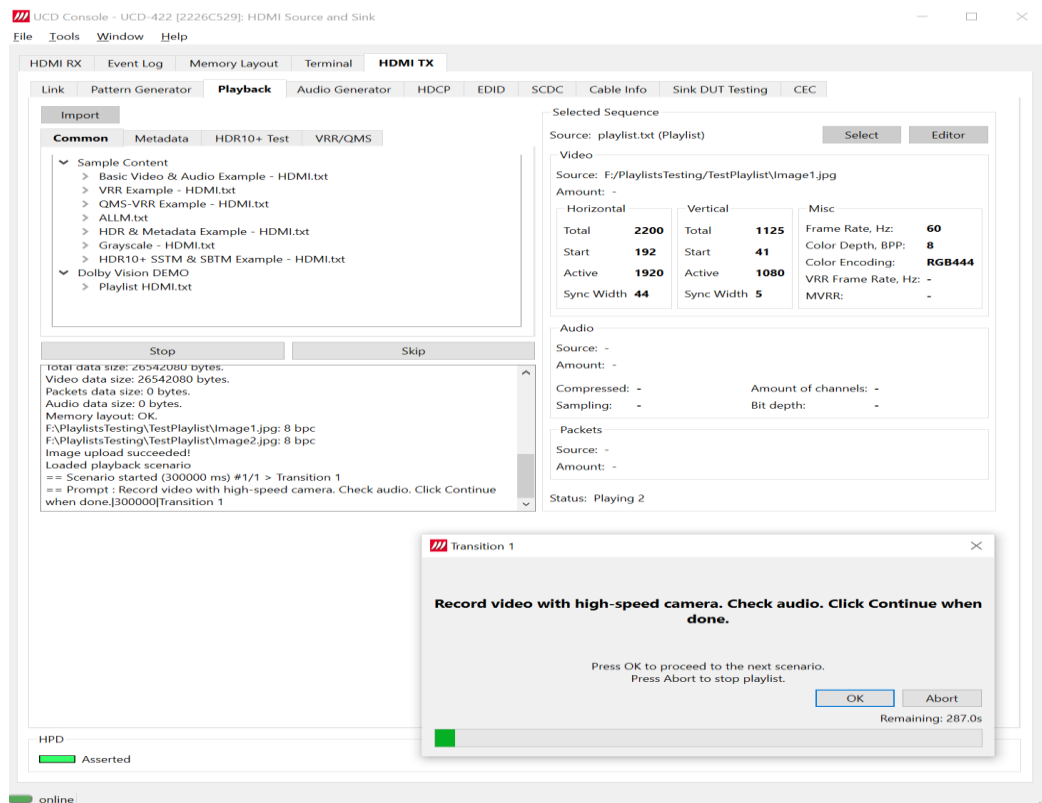 UCD Console - UCD-422 [2226C529]: HDMI Source and Sink
File Tools Window Help
HDMI RX Event Log Memory Layout Terminal HDMI TX
Link Pattern Generator Playback Audio Generator HDCP EDID SCDC Cable Info Sink DUT Testing CEC
Import
Common Metadata HDR10+ Test VRR/QMS
Sample Content
Basic Video & Audio Example - HDMI.txt
VRR Example - HDMI.txt
QMS-VRR Example - HDMI.txt
ALLM.txt
HDR & Metadata Example - HDMI.txt
Grayscale - HDMI.txt
HDR10+ SSTM & SBTM Example - HDMI.txt
Dolby Vision DEMO
Playlist HDMI.txt
Stop Skip
Total data size: 26542080 bytes.
Video data size: 26542080 bytes.
Packets data size: 0 bytes.
Audio data size: 0 bytes.
Memory layout: OK.
F:\PlaylistsTesting\TestPlaylist\Image1.jpg: 8 bpc
F:\PlaylistsTesting\TestPlaylist\Image2.jpg: 8 bpc
Image upload succeeded!
Loaded playback scenario
== Scenario started (300000 ms) #1/1 > Transition 1
== Prompt : Record video with high-speed camera. Check audio. Click Continue
when done.|300000|Transition 1
Selected Sequence
Source: playlist.txt (Playlist) Select Editor
Video
Source: F:/PlaylistsTesting/TestPlaylist\Image1.jpg
Amount: -
Horizontal
Total 2200
Start 192
Active 1920
Sync Width 44
Vertical
Total 1125
Start 41
Active 1080
Sync Width 5
Misc
Frame Rate, Hz: 60
Color Depth, BPP: 8
Color Encoding: RGB444
VRR Frame Rate, Hz: -
MVRR: -
Audio
Source: -
Amount: -
Compressed: - Amount of channels: -
Sampling: - Bit depth: -
Packets
Source: -
Amount: -
Status: Playing 2
Transition 1
Record video with high-speed camera. Check audio. Click Continue when
done.
Press OK to proceed to the next scenario.
Press Abort to stop playlist.
OK Abort
Remaining: 287.0s
HPD
Asserted
online